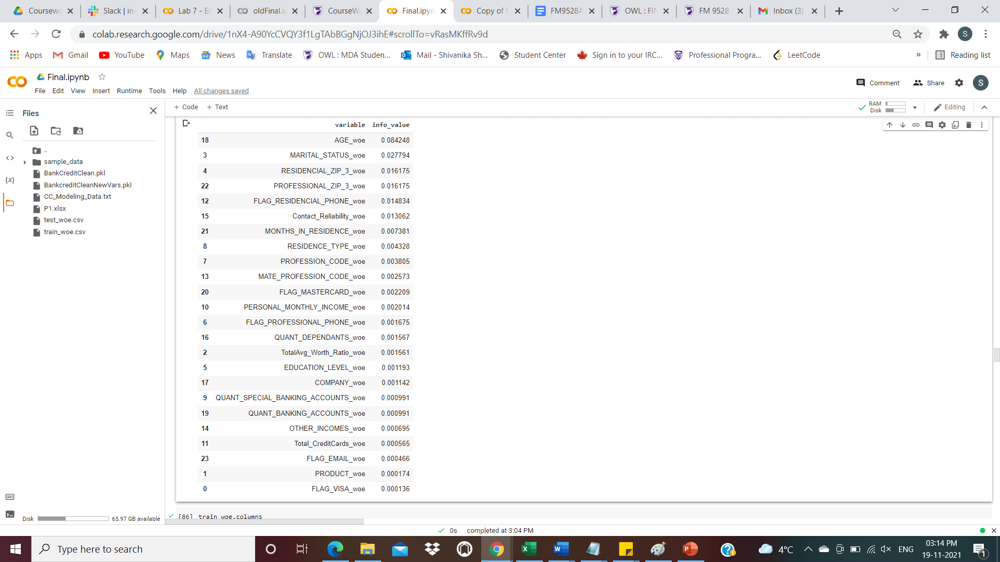 Coursewo
Slack | in-
Lab 7 - En
oldFinal.ip
CourseWo
Final.ipyn
Copy of F
FM9528A
OWL : FIN
FM 9528
Inbox (3)
colab.research.google.com/drive/1nX4-A90YcCVQY3f1LgTAbBGgNjOJ3ihE#scrollTo=vRasMKffRv9d
S
Apps
Gmail
YouTube
Maps
News
Translate
OWL : MDA Studen...
Mail - Shivanika Sh...
Student Center
Sign in to your IRC...
Professional Progra...
LeetCode
»
Reading list
Final.ipynb
File Edit View Insert Runtime Tools Help All changes saved
Comment
Share
S
Files
+ Code + Text
RAM
Disk
Editing
..
sample_data
BankCreditClean.pkl
BankcreditCleanNewVars.pkl
CC_Modeling_Data.txt
P1.xlsx
test_woe.csv
train_woe.csv
{x}
Disk
65.97 GB available
variable info_value
18 AGE_woe 0.084248
3 MARITAL_STATUS_woe 0.027794
4 RESIDENCIAL_ZIP_3_woe 0.016175
22 PROFESSIONAL_ZIP_3_woe 0.016175
12 FLAG_RESIDENCIAL_PHONE_woe 0.014834
15 Contact_Reliability_woe 0.013062
21 MONTHS_IN_RESIDENCE_woe 0.007381
8 RESIDENCE_TYPE_woe 0.004328
7 PROFESSION_CODE_woe 0.003805
13 MATE_PROFESSION_CODE_woe 0.002573
20 FLAG_MASTERCARD_woe 0.002209
10 PERSONAL_MONTHLY_INCOME_woe 0.002014
6 FLAG_PROFESSIONAL_PHONE_woe 0.001675
16 QUANT_DEPENDANTS_woe 0.001567
2 TotalAvg_Worth_Ratio_woe 0.001561
5 EDUCATION_LEVEL_woe 0.001193
17 COMPANY_woe 0.001142
9 QUANT_SPECIAL_BANKING_ACCOUNTS_woe 0.000991
19 QUANT_BANKING_ACCOUNTS_woe 0.000991
14 OTHER_INCOMES_woe 0.000695
11 Total_CreditCards_woe 0.000565
23 FLAG_EMAIL_woe 0.000466
1 PRODUCT_woe 0.000174
0 FLAG_VISA_woe 0.000136
[86] train_woe.columns
0s completed at 3:04 PM
Type here to search
4°C
ENG
03:14 PM
19-11-2021
1